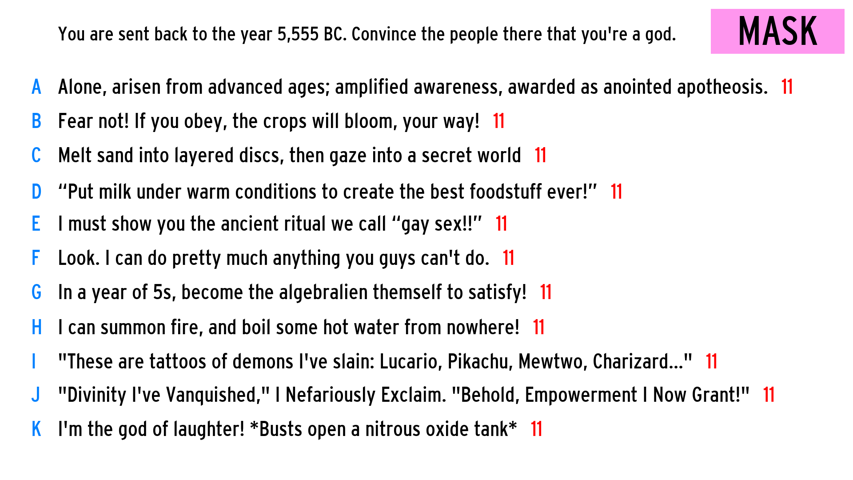 You are sent back to the year 5,555 BC. Convince the people there that you're a god.
MASK
A Alone, arisen from advanced ages; amplified awareness, awarded as anointed apotheosis. 11
B Fear not! If you obey, the crops will bloom, your way! 11
C Melt sand into layered discs, then gaze into a secret world 11
D “Put milk under warm conditions to create the best foodstuff ever!” 11
E I must show you the ancient ritual we call “gay sex!!” 11
F Look. I can do pretty much anything you guys can't do. 11
G In a year of 5s, become the algebralien themself to satisfy! 11
H I can summon fire, and boil some hot water from nowhere! 11
I "These are tattoos of demons I've slain: Lucario, Pikachu, Mewtwo, Charizard..." 11
J "Divinity I've Vanquished," I Nefariously Exclaim. "Behold, Empowerment I Now Grant!" 11
K I'm the god of laughter! *Busts open a nitrous oxide tank* 11